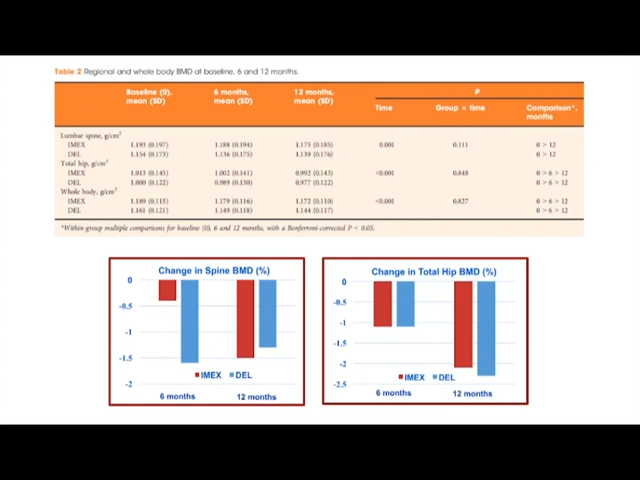 Table 2 Regional and whole body BMD at baseline, 6 and 12 months.
Baseline (0), mean (SD) 6 months, mean (SD) 12 months, mean (SD) P
Time Group × time Comparison*, months
Lumbar spine, g/cm²
IMEX 1.193 (0.197) 1.188 (0.194) 1.175 (0.185) 0.001 0.111 0 > 12
DEL 1.154 (0.173) 1.136 (0.175) 1.139 (0.176) 0 > 12
Total hip, g/cm²
IMEX 1.013 (0.145) 1.002 (0.141) 0.992 (0.143) <0.001 0.848 0 > 6 > 12
DEL 1.000 (0.122) 0.989 (0.130) 0.977 (0.122) 0 > 6 > 12
Whole body, g/cm²
IMEX 1.189 (0.115) 1.179 (0.116) 1.172 (0.110) <0.001 0.827 0 > 6 > 12
DEL 1.161 (0.121) 1.149 (0.118) 1.144 (0.117) 0 > 6 > 12
*Within-group multiple comparisons for baseline (0), 6 and 12 months, with a Bonferroni-corrected P < 0.05.
Change in Spine BMD (%)
0
-0.5
-1
-1.5
-2
IMEX DEL
6 months 12 months
Change in Total Hip BMD (%)
0
-0.5
-1
-1.5
-2
-2.5
IMEX DEL
6 months 12 months